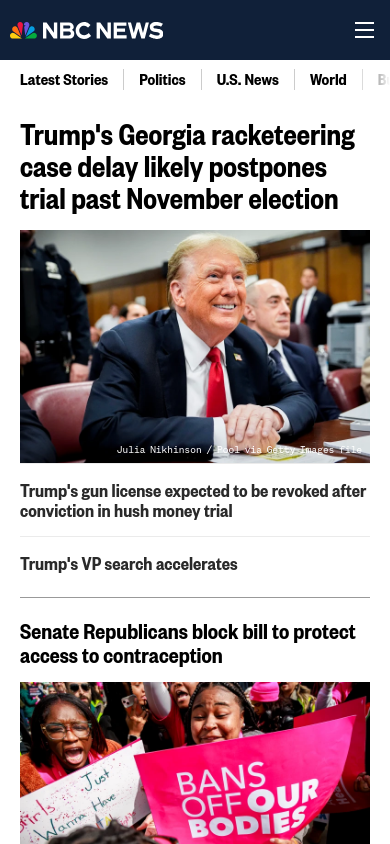 NBC NEWS
Latest Stories
Politics
U.S. News
World
Trump's Georgia racketeering
case delay likely postpones
trial past November election
Julia Nikhinson / Pool via Getty Images file
Trump's gun license expected to be revoked after
conviction in hush money trial
Trump's VP search accelerates
Senate Republicans block bill to protect
access to contraception
Girls Just
Wanna Have
BANS
OFF OUR
BODIES